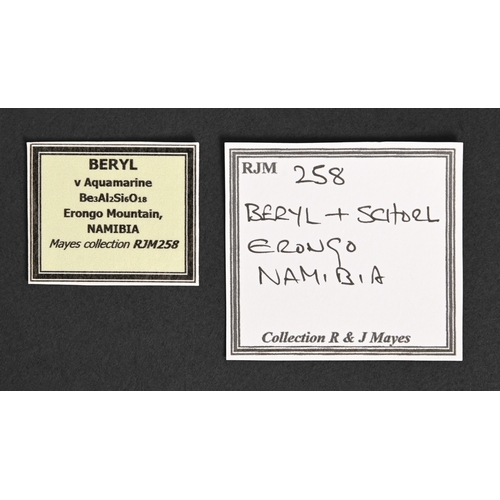 BERYL
v Aquamarine
Be₃Al₂Si₆O₁₈
Erongo Mountain,
NAMIBIA
Mayes collection RJM258
RJM 258
BERYL + SCHORL
ERONGO
NAMIBIA
Collection R & J Mayes